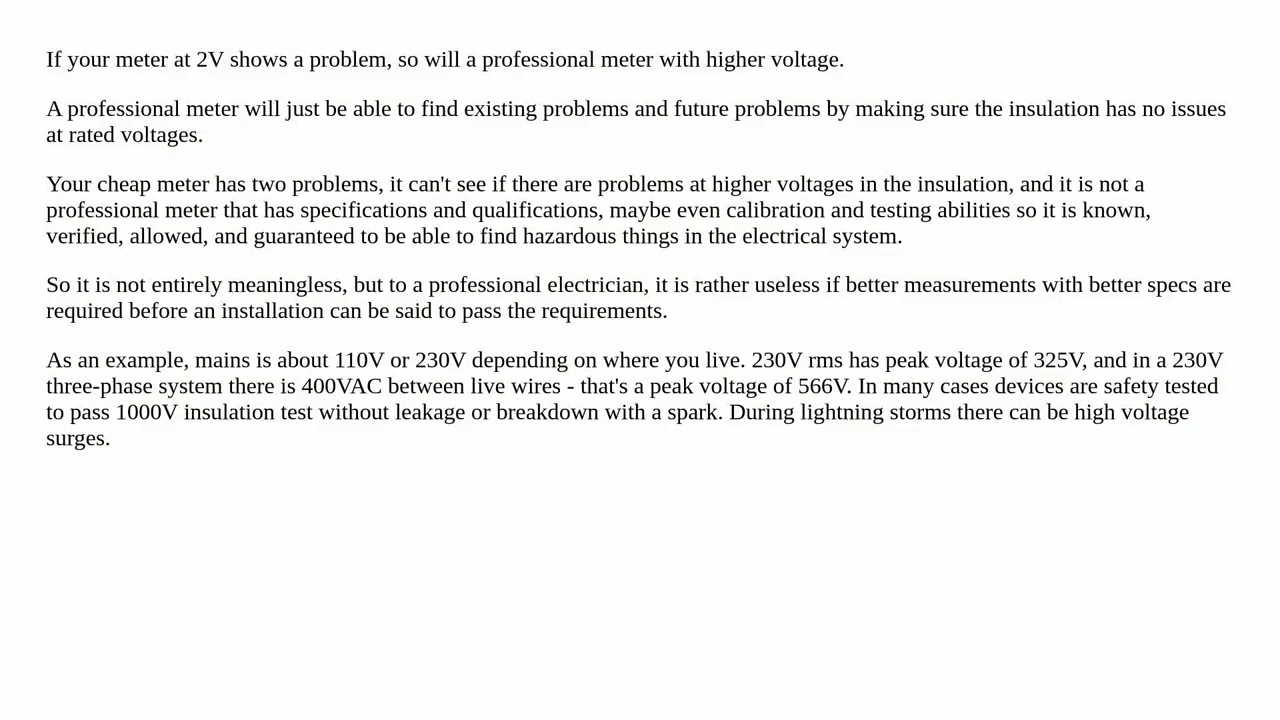 If your meter at 2V shows a problem, so will a professional meter with higher voltage.
A professional meter will just be able to find existing problems and future problems by making sure the insulation has no issues
at rated voltages.
Your cheap meter has two problems, it can't see if there are problems at higher voltages in the insulation, and it is not a
professional meter that has specifications and qualifications, maybe even calibration and testing abilities so it is known,
verified, allowed, and guaranteed to be able to find hazardous things in the electrical system.
So it is not entirely meaningless, but to a professional electrician, it is rather useless if better measurements with better specs are
required before an installation can be said to pass the requirements.
As an example, mains is about 110V or 230V depending on where you live. 230V rms has peak voltage of 325V, and in a 230V
three-phase system there is 400VAC between live wires - that's a peak voltage of 566V. In many cases devices are safety tested
to pass 1000V insulation test without leakage or breakdown with a spark. During lightning storms there can be high voltage
surges.